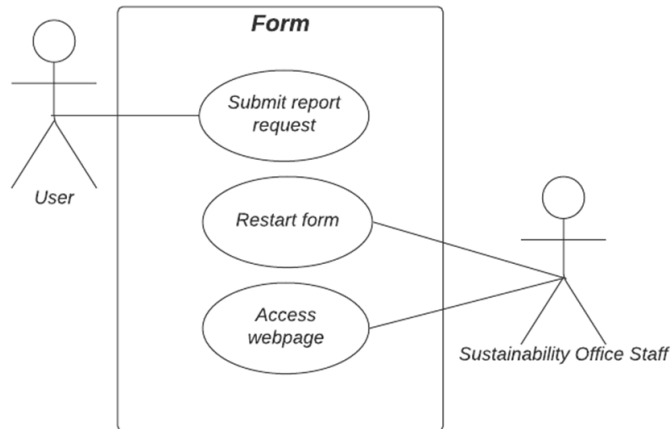 Form
Submit report
request
User
Restart form
Access
webpage
Sustainability Office Staff